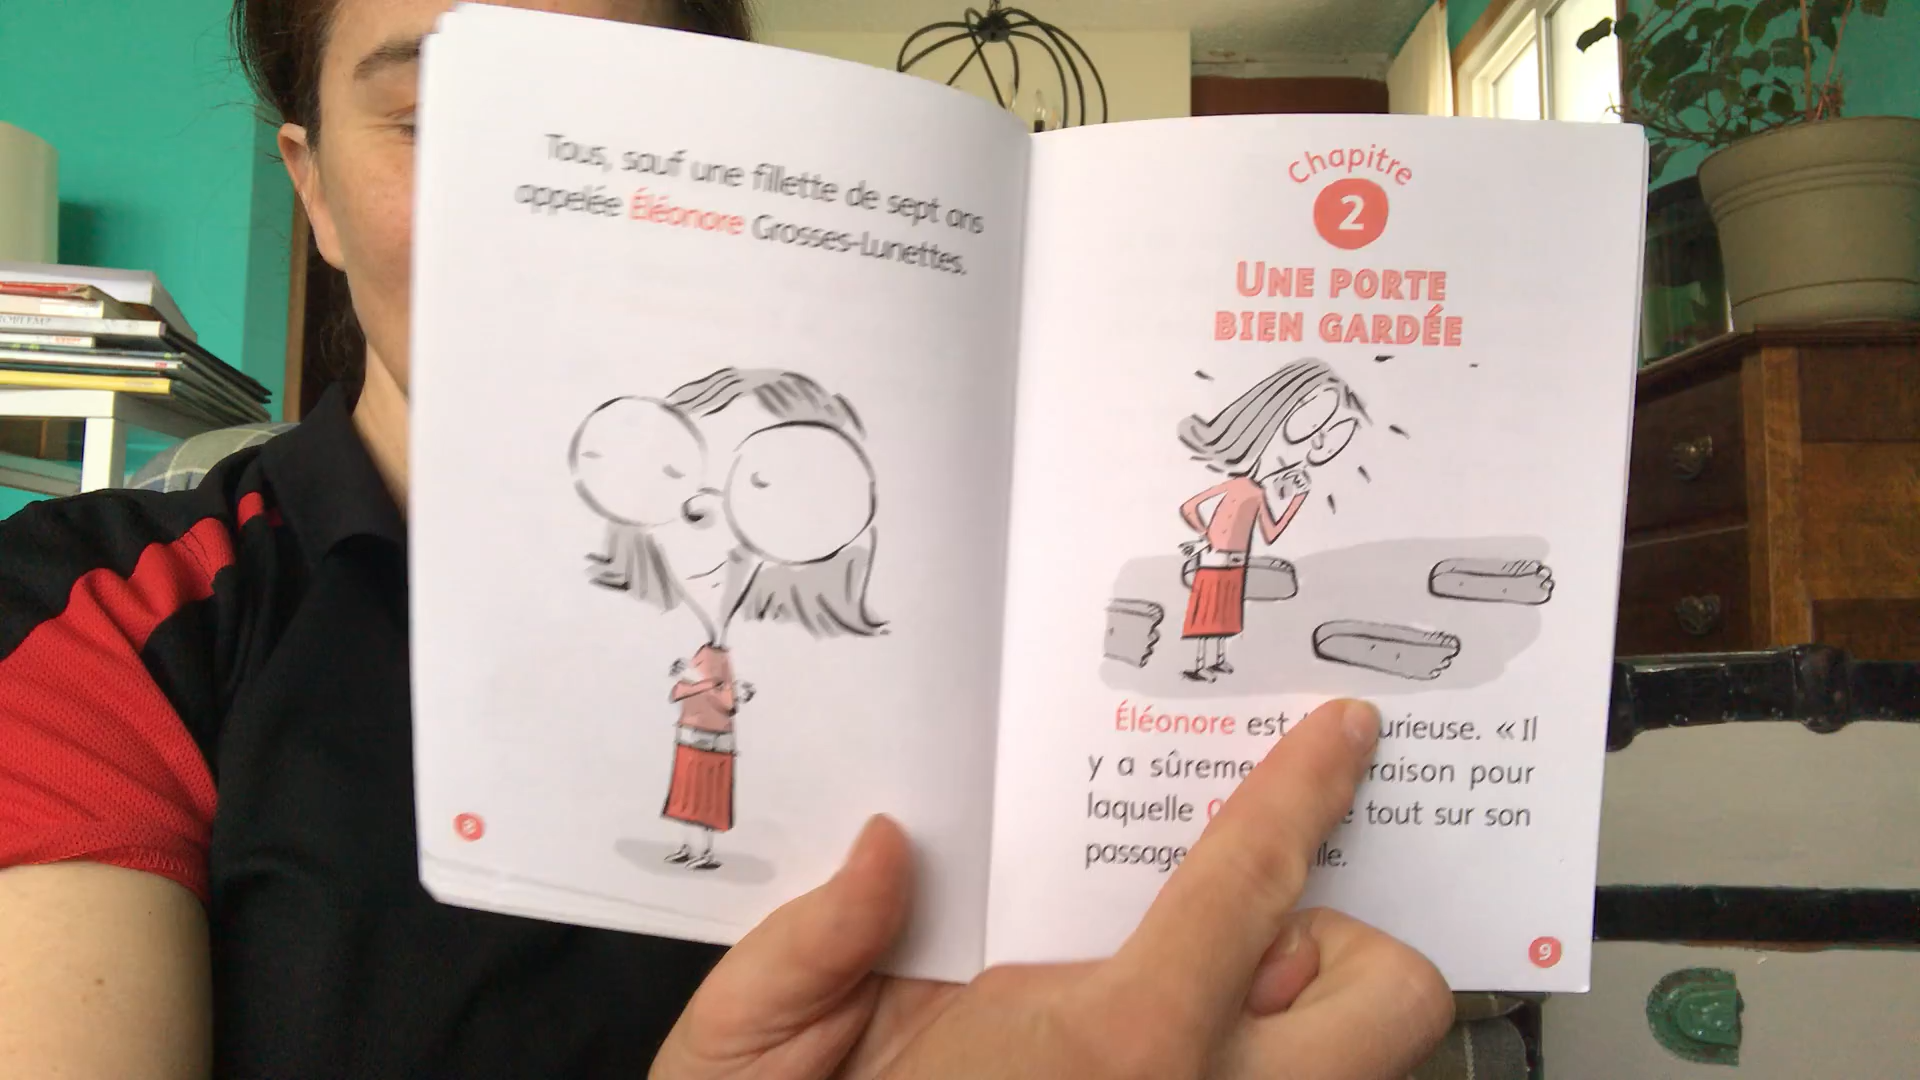 Tous, sauf une fillette de sept ans
appelée Éléonore Grosses-Lunettes.
8
Chapitre
2
UNE PORTE
BIEN GARDÉE
Éléonore est urieuse. « Il
y a sûreme raison pour
laquelle tout sur son
passage
9